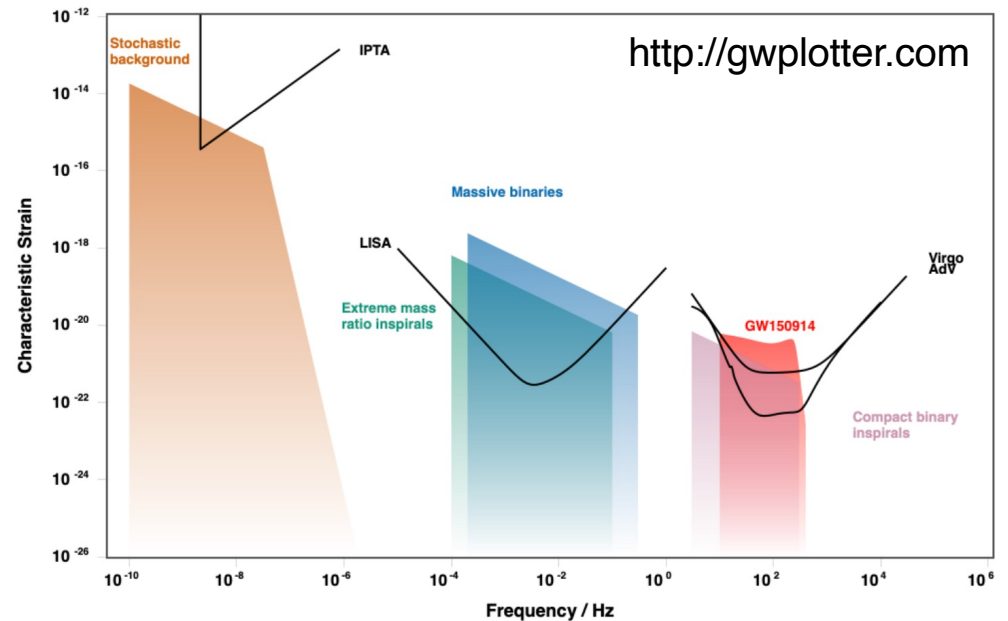 http://gwplotter.com
Characteristic Strain
10 -12
10 -14
10 -16
10 -18
10 -20
10 -22
10 -24
10 -26
Stochastic
background
IPTA
Massive binaries
LISA
Extreme mass
ratio inspirals
Virgo
AdV
GW150914
Compact binary
inspirals
10 -10
10 -8
10 -6
10 -4
10 -2
10 0
10 2
10 4
10 6
Frequency / Hz